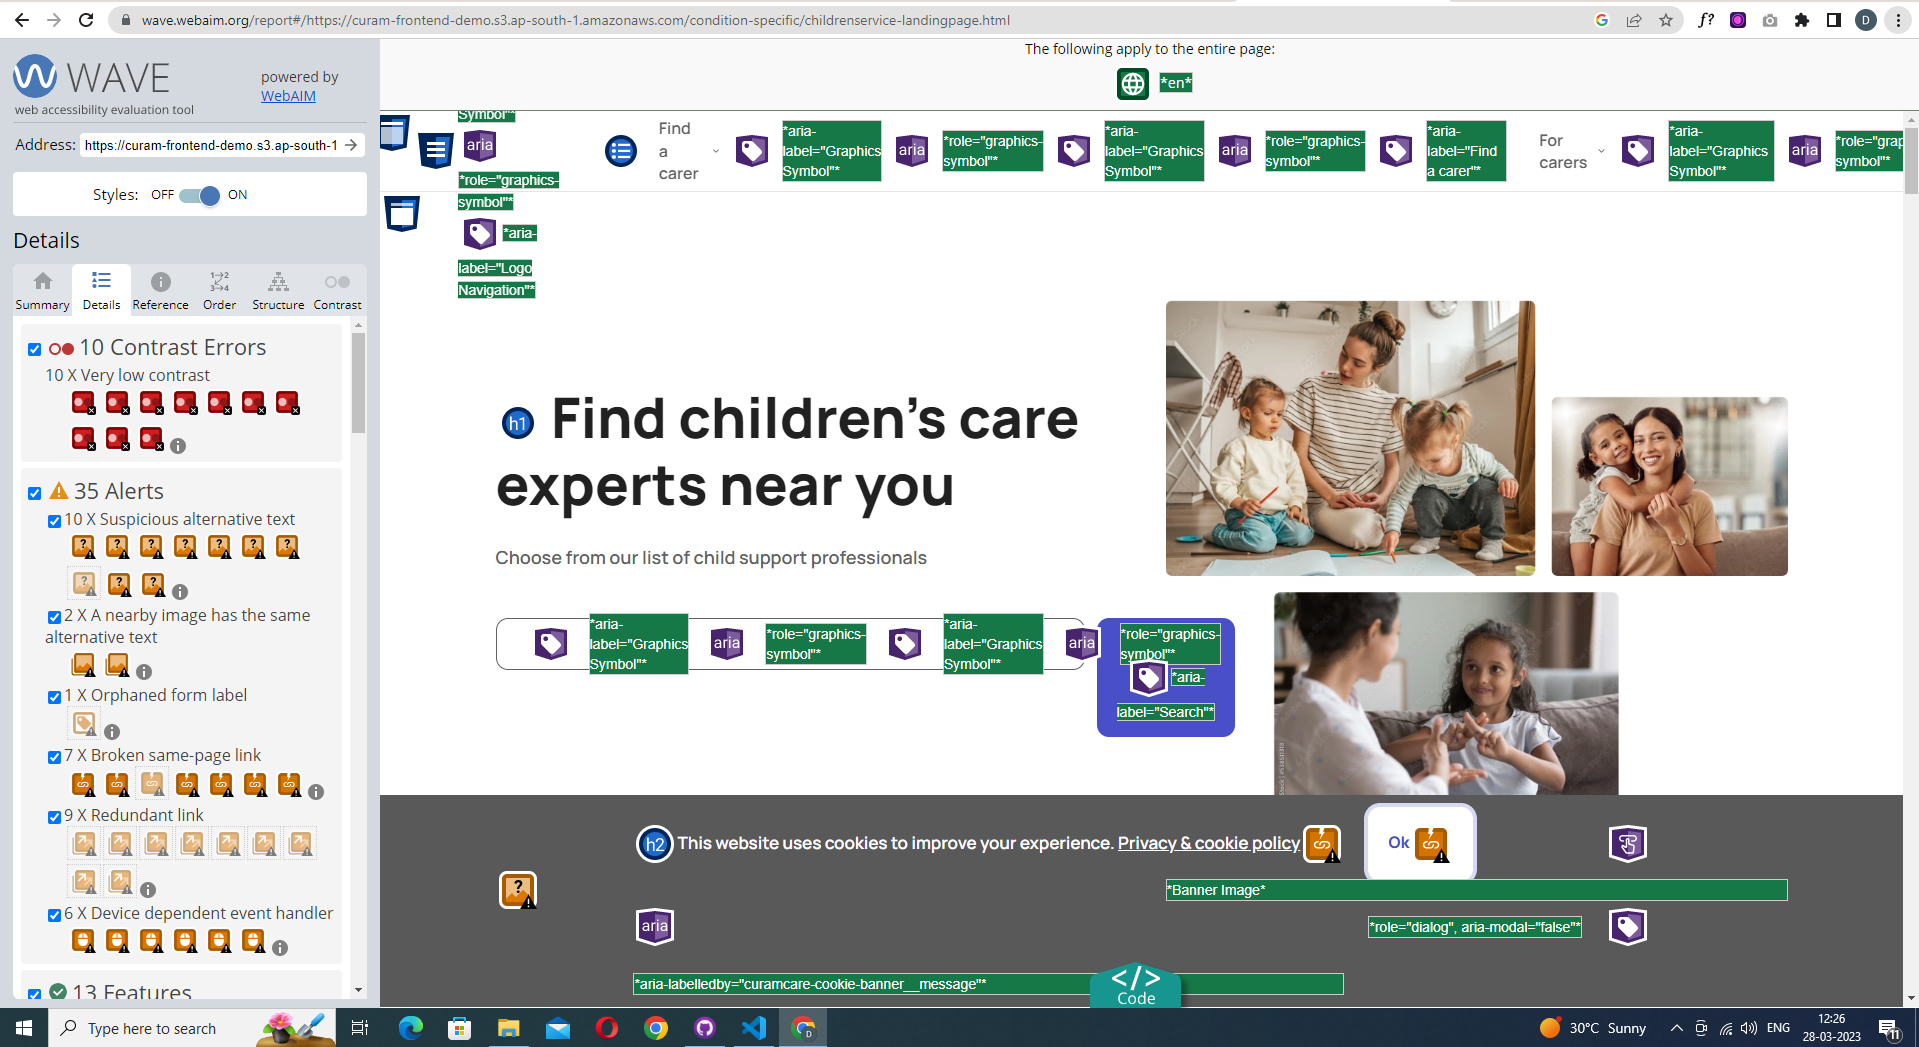 wave.webaim.org/report#/https://curam-frontend-demo.s3.ap-south-1.amazonaws.com/condition-specific/childrenservice-landingpage.html
f?
D
WAVE
web accessibility evaluation tool
powered by
WebAIM
Address: https://curam-frontend-demo.s3.ap-south-1
Styles: OFF ON
Details
Summary Details Reference Order Structure Contrast
10 Contrast Errors
10 X Very low contrast
35 Alerts
10 X Suspicious alternative text
2 X A nearby image has the same
alternative text
1 X Orphaned form label
7 X Broken same-page link
9 X Redundant link
6 X Device dependent event handler
13 Features
The following apply to the entire page:
*en*
Symbol"*
aria
*role="graphics-
symbol"*
*aria-
label="Logo
Navigation"*
Find
a
carer
*aria-
label="Graphics
Symbol"*
aria
*role="graphics-
symbol"*
*aria-
label="Graphics
Symbol"*
aria
*role="graphics-
symbol"*
*aria-
label="Find
a carer"*
For
carers
*aria-
label="Graphics
Symbol"*
aria
*role="grap
symbol"*
h1 Find children's care
experts near you
Choose from our list of child support professionals
*aria-
label="Graphics
Symbol"*
aria
*role="graphics-
symbol"*
*aria-
label="Graphics
Symbol"*
aria
*role="graphics-
symbol"*
*aria-
label="Search"*
h2 This website uses cookies to improve your experience. Privacy & cookie policy
Ok
*Banner Image*
aria
*role="dialog", aria-modal="false"*
*aria-labelledby="curamcare-cookie-banner__message"*
</>
Code
Type here to search
30°C Sunny
ENG
12:26
28-03-2023
11